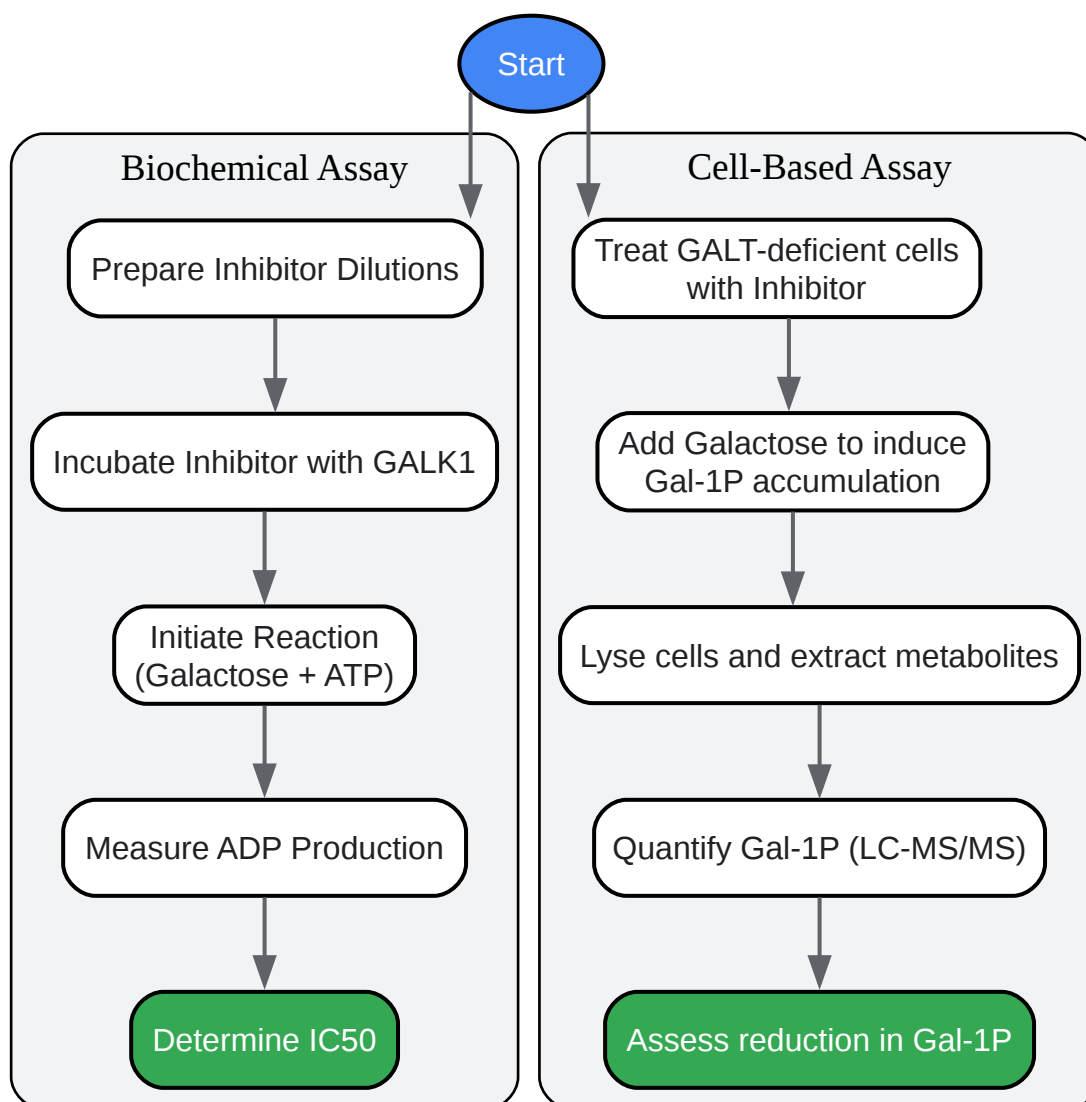 Start
Biochemical Assay
Prepare Inhibitor Dilutions
Incubate Inhibitor with GALK1
Initiate Reaction
(Galactose + ATP)
Measure ADP Production
Determine IC50
Cell-Based Assay
Treat GALT-deficient cells
with Inhibitor
Add Galactose to induce
Gal-1P accumulation
Lyse cells and extract metabolites
Quantify Gal-1P (LC-MS/MS)
Assess reduction in Gal-1P